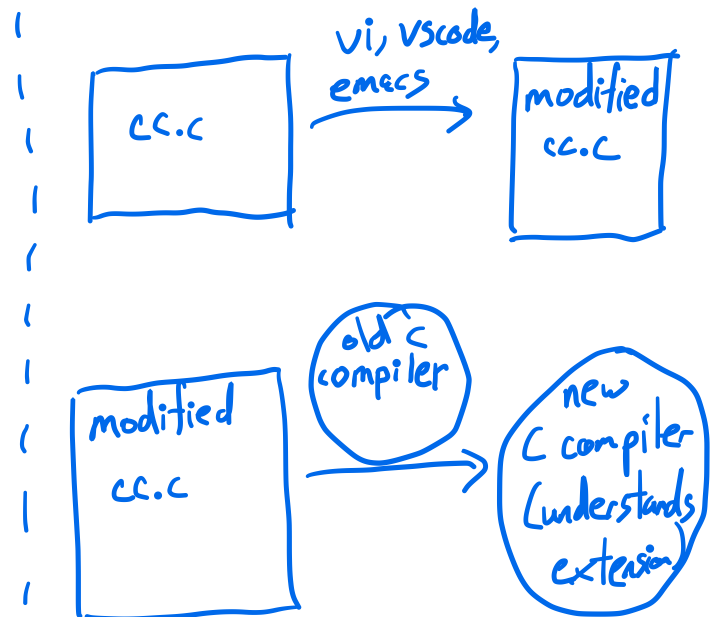 vi, vscode,
emacs
cc.c
modified
cc.c
old C
compiler
modified
cc.c
new
C compiler
(understands
extension)